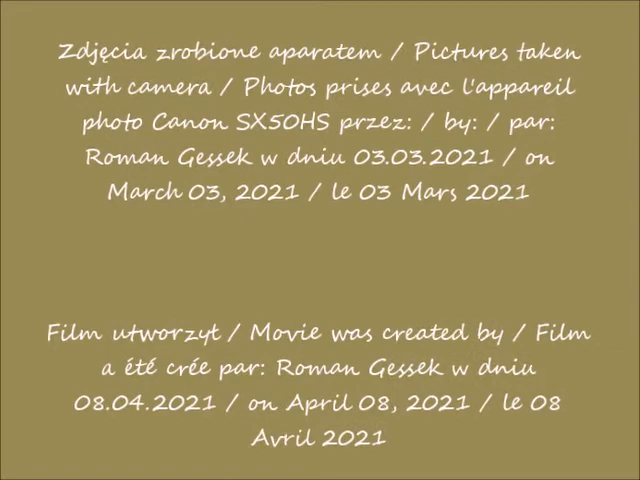 Zdjęcia zrobione aparatem / Pictures taken
with camera / Photos prises avec l'appareil
photo Canon SX50HS przez: / by: / par:
Roman Gessek w dniu 03.03.2021 / on
March 03, 2021 / le 03 Mars 2021
Film utworzył / Movie was created by / Film
a été crée par: Roman Gessek w dniu
08.04.2021 / on April 08, 2021 / le 08
Avril 2021